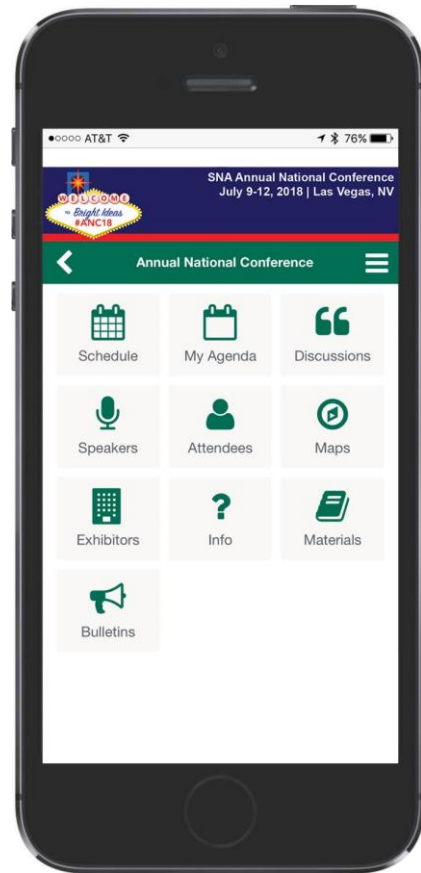 AT&T
76%
SNA Annual National Conference
July 9-12, 2018 | Las Vegas, NV
WELCOME
TO Bright Ideas
#ANC18
Annual National Conference
Schedule
My Agenda
Discussions
Speakers
Attendees
Maps
Exhibitors
Info
Materials
Bulletins